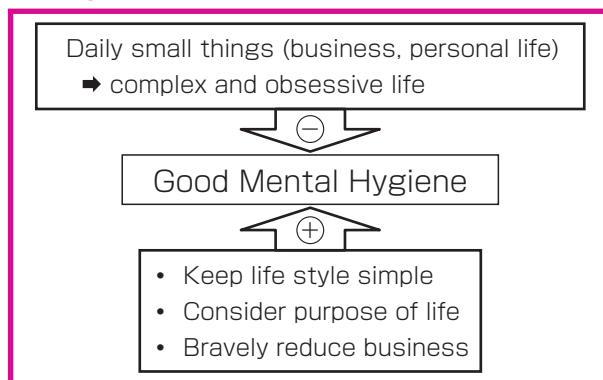 Daily small things (business, personal life)
➡ complex and obsessive life
−
Good Mental Hygiene
+
• Keep life style simple
• Consider purpose of life
• Bravely reduce business